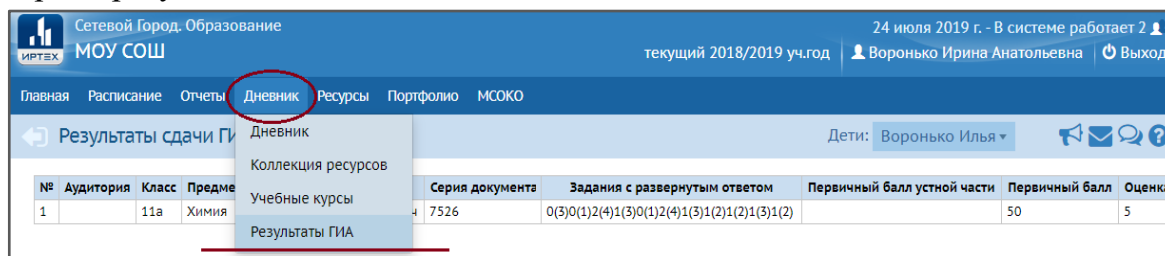 Сетевой Город. Образование
24 июля 2019 г. - В системе работает 2
ИРТЕХ
МОУ СОШ
текущий 2018/2019 уч.год
Воронько Ирина Анатольевна
Выход
Главная Расписание Отчеты Дневник Ресурсы Портфолио МСОКО
Результаты сдачи ГИ
Дети: Воронько Илья
Дневник
Коллекция ресурсов
Учебные курсы
Результаты ГИА
№ Аудитория Класс Предме Серия документа Задания с развернутым ответом Первичный балл устной части Первичный балл Оценк
1 11а Химия 7526 0(3)0(1)2(4)1(3)0(1)2(4)1(3)1(2)1(2)1(3)1(2) 50 5